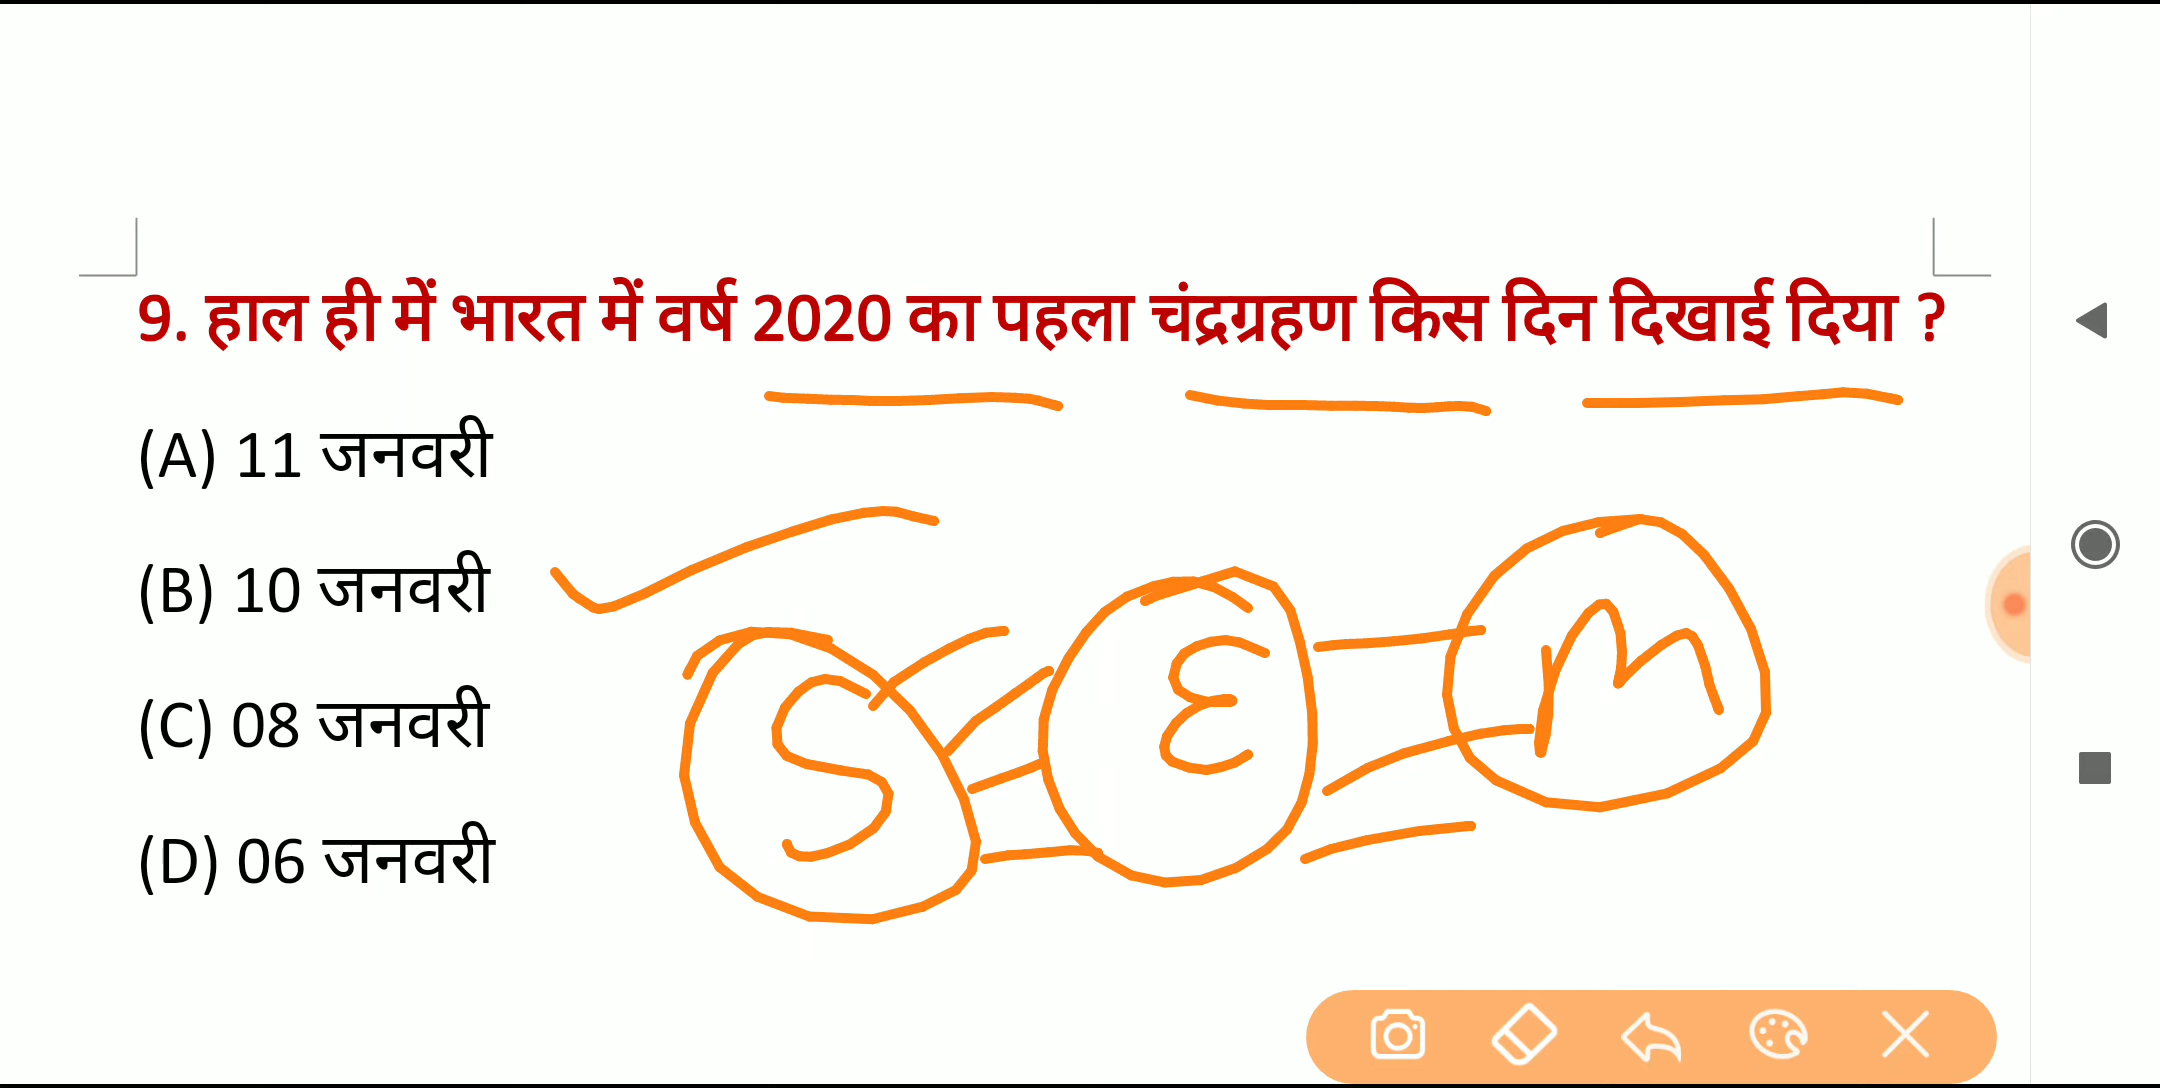 9. हाल ही में भारत में वर्ष 2020 का पहला चंद्रग्रहण किस दिन दिखाई दिया ?
(A) 11 जनवरी
(B) 10 जनवरी
(C) 08 जनवरी
(D) 06 जनवरी
S E M